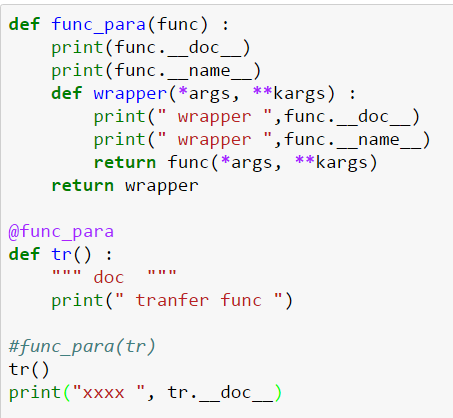 def func_para(func) :
    print(func.__doc__)
    print(func.__name__)
    def wrapper(*args, **kargs) :
        print(" wrapper ",func.__doc__)
        print(" wrapper ",func.__name__)
        return func(*args, **kargs)
    return wrapper

@func_para
def tr() :
    """ doc  """
    print(" tranfer func ")

#func_para(tr)
tr()
print("xxxx ", tr.__doc__)